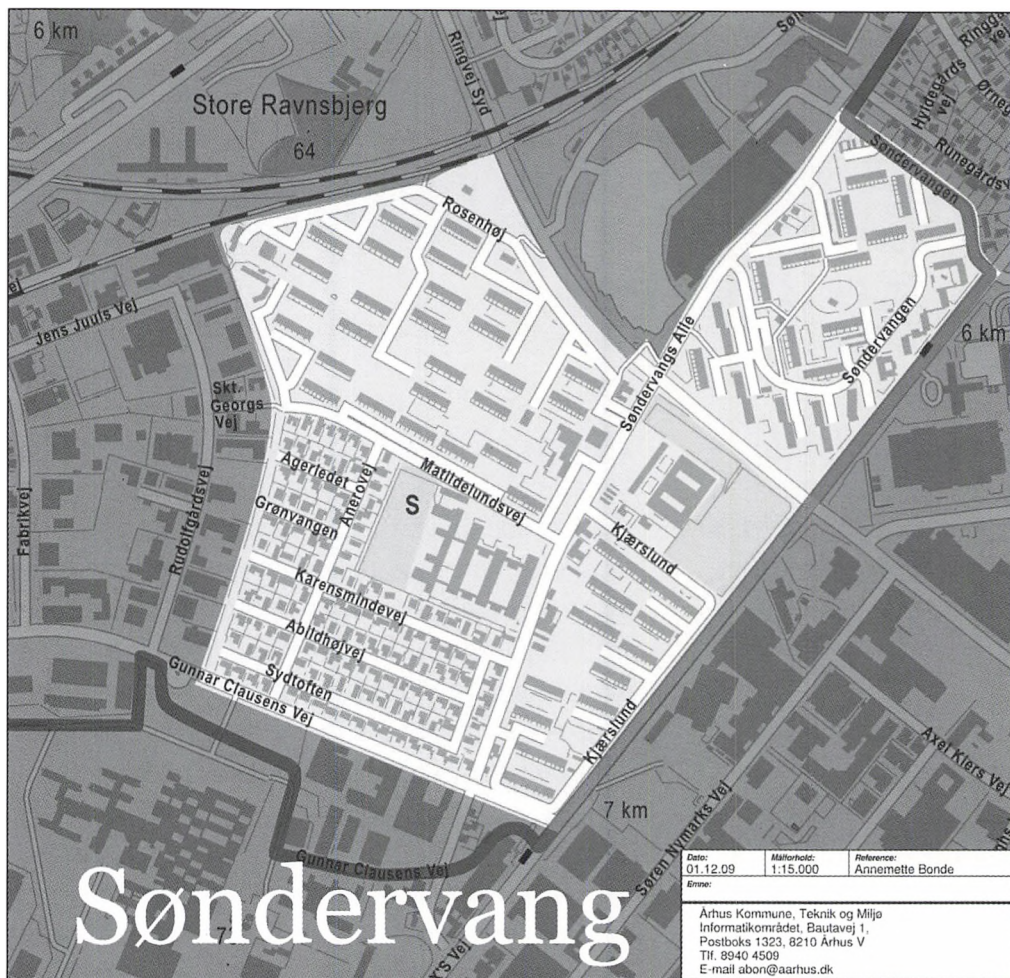 6 km
Ringvej Syd
Store Ravnsbjerg
64
Hyldegårds
vej
Runegårds
Søndervangen
Rosenhøj
Jens Juuls Vej
Søndervangs Alle
Søndervangen
6 km
Skt.
Georgs
Vej
Fabrikvej
Rudolfgårdsvej
Agerledet
Anerovej
Matildelundsvej
S
Grønvangen
Kjærslund
Karensmindevej
Abildhøjvej
Sydtoften
Gunnar Clausens Vej
Kjærslund
Axel Kiers Vej
7 km
Søren Nymarks Vej
Gunnar Clausens Vej
Søndervang
Dato:
01.12.09
Målforhold:
1:15.000
Reference:
Annemette Bonde
Emne:
Århus Kommune, Teknik og Miljø
Informatikområdet, Bautavej 1,
Postboks 1323, 8210 Århus V
Tlf. 8940 4509
E-mail abon@aarhus.dk